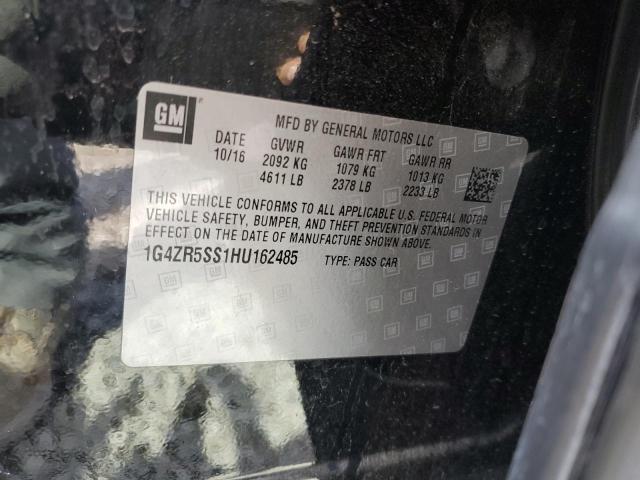 GM ®
MFD BY GENERAL MOTORS LLC
DATE GVWR GAWR FRT GAWR RR
10/16 2092 KG 1079 KG 1013 KG
4611 LB 2378 LB 2233 LB
THIS VEHICLE CONFORMS TO ALL APPLICABLE U.S. FEDERAL MOTOR
VEHICLE SAFETY, BUMPER, AND THEFT PREVENTION STANDARDS IN
EFFECT ON THE DATE OF MANUFACTURE SHOWN ABOVE.
1G4ZR5SS1HU162485 TYPE: PASS CAR